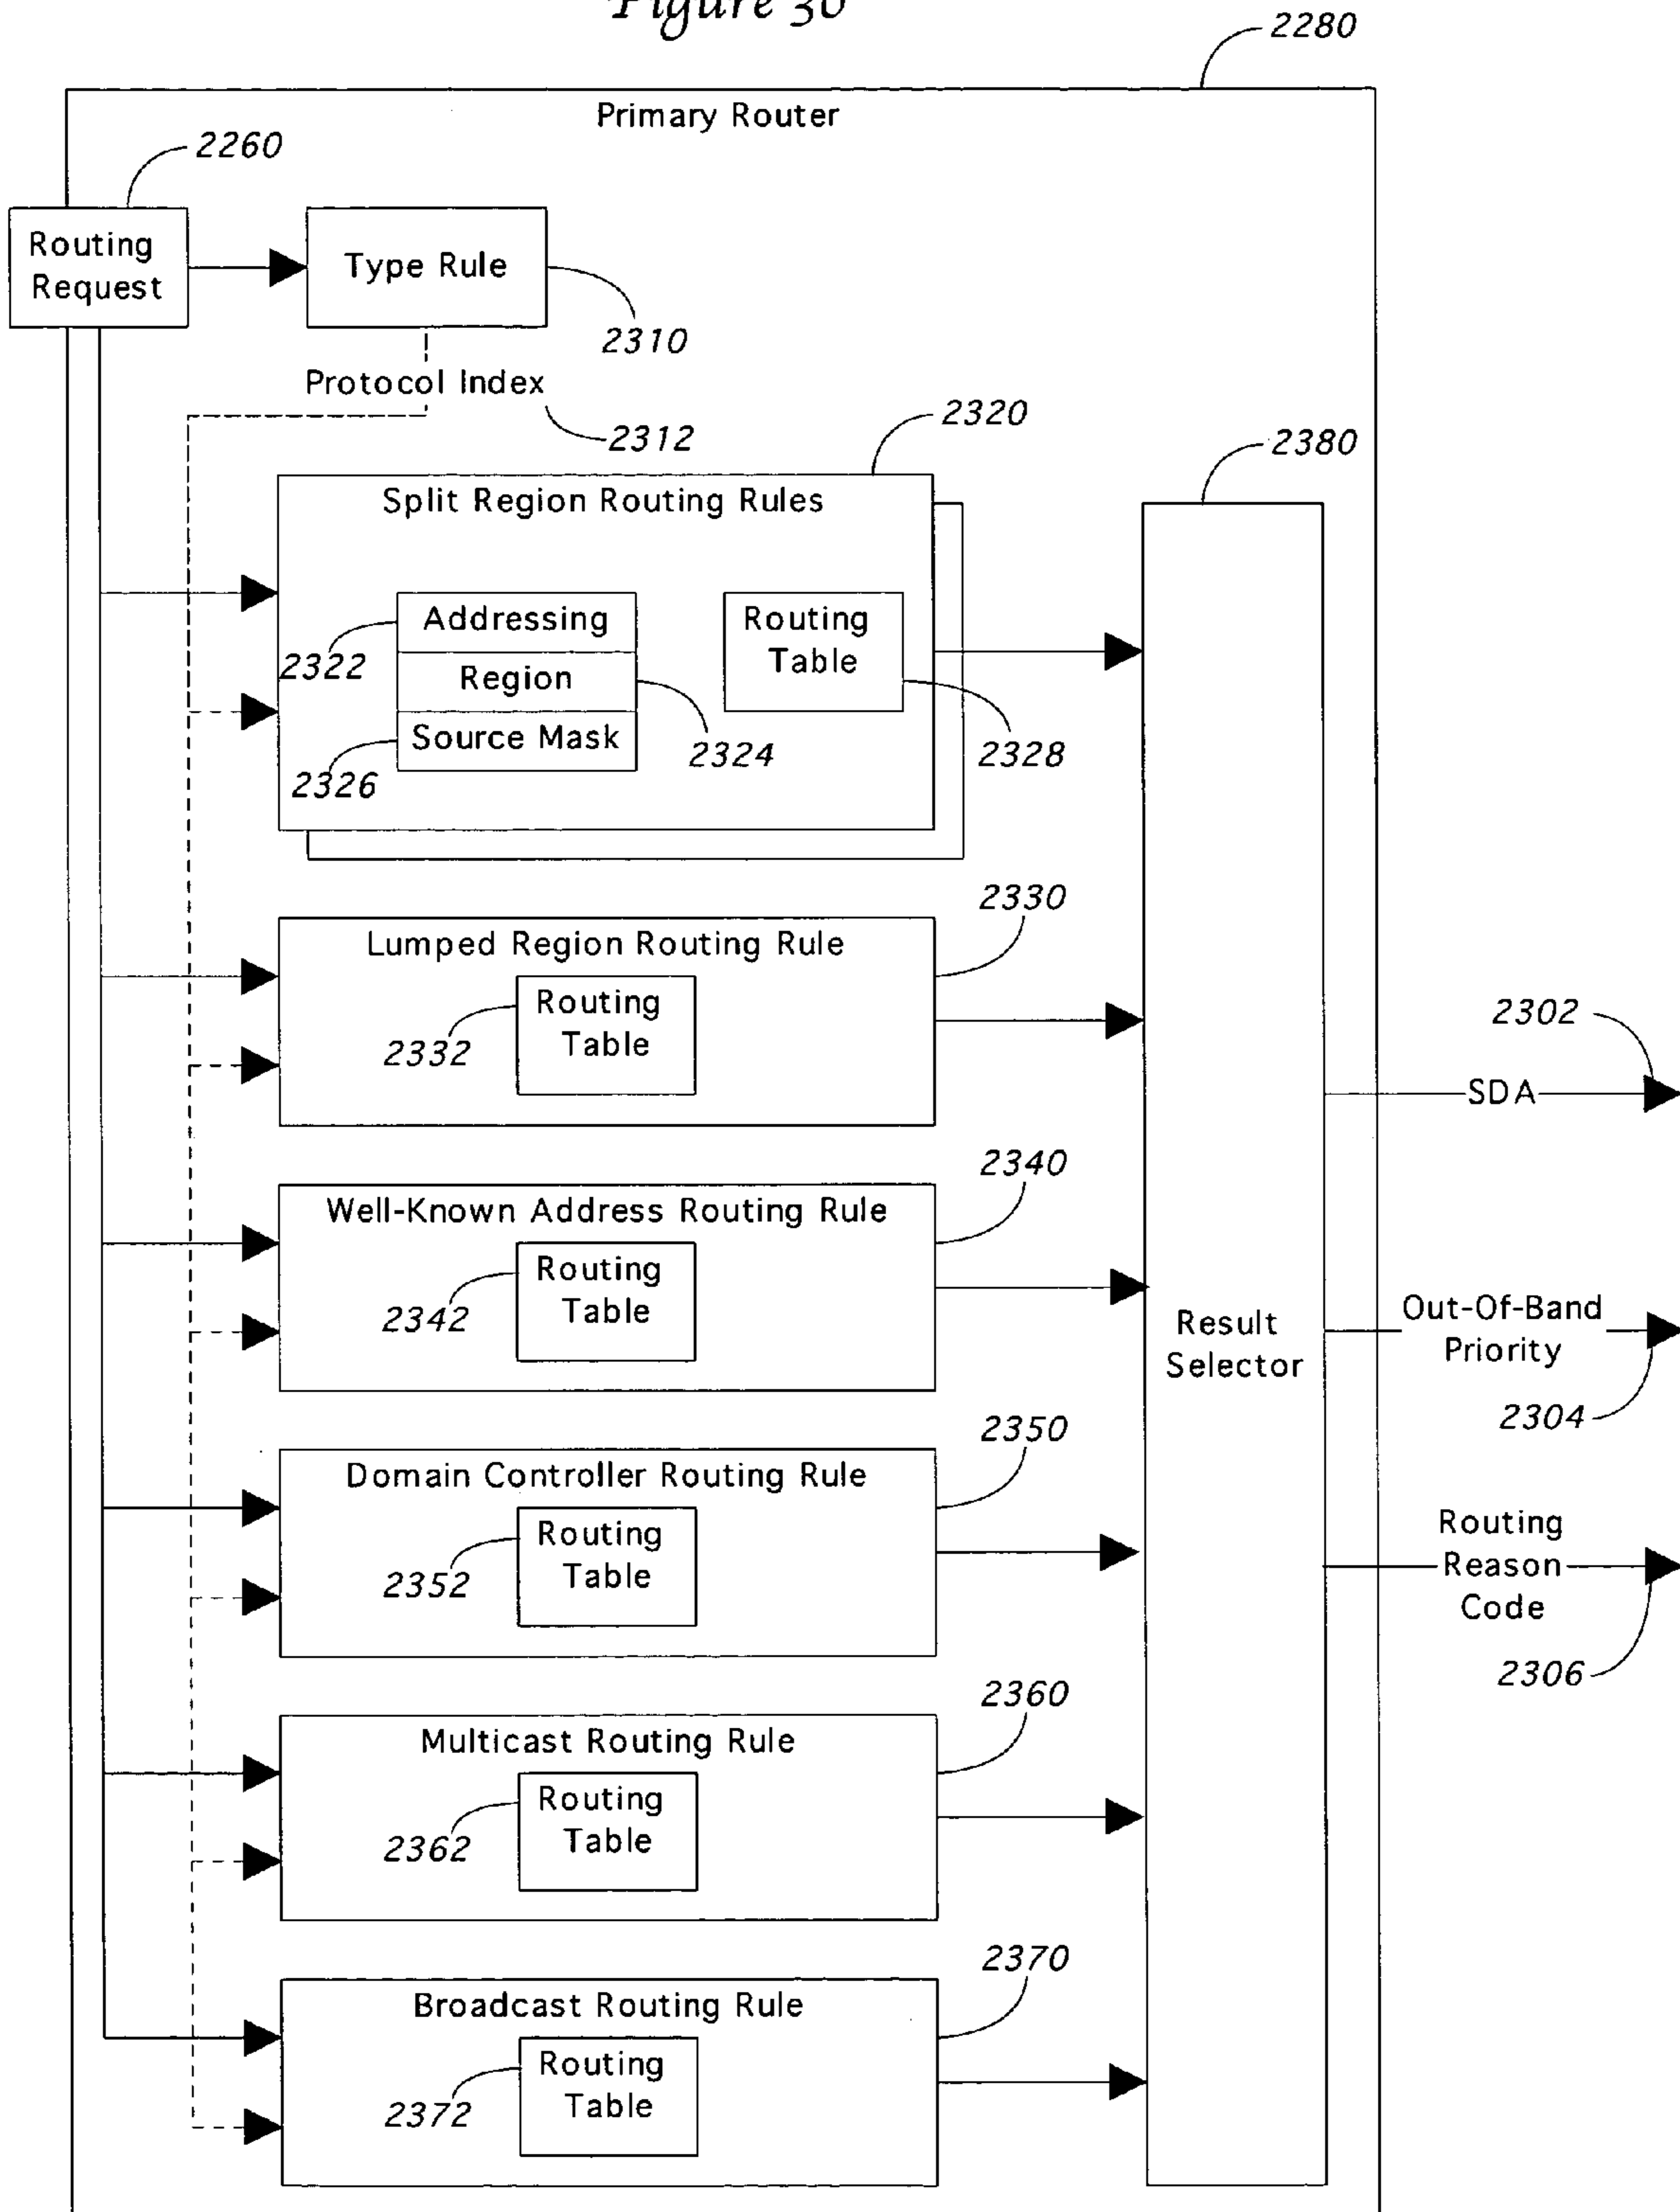 Figure 30
2280
Primary Router
2260
Routing
Request
Type Rule
2310
Protocol Index
2312
2320
2380
Split Region Routing Rules
Addressing
Routing
Table
2322
Region
Source Mask
2324
2328
2326
2330
Lumped Region Routing Rule
Routing
Table
2332
2302
SDA
2340
Well-Known Address Routing Rule
Routing
Table
2342
Result
Selector
Out-Of-Band
Priority
2304
2350
Domain Controller Routing Rule
Routing
Table
2352
Routing
Reason
Code
2306
2360
Multicast Routing Rule
Routing
Table
2362
2370
Broadcast Routing Rule
Routing
Table
2372